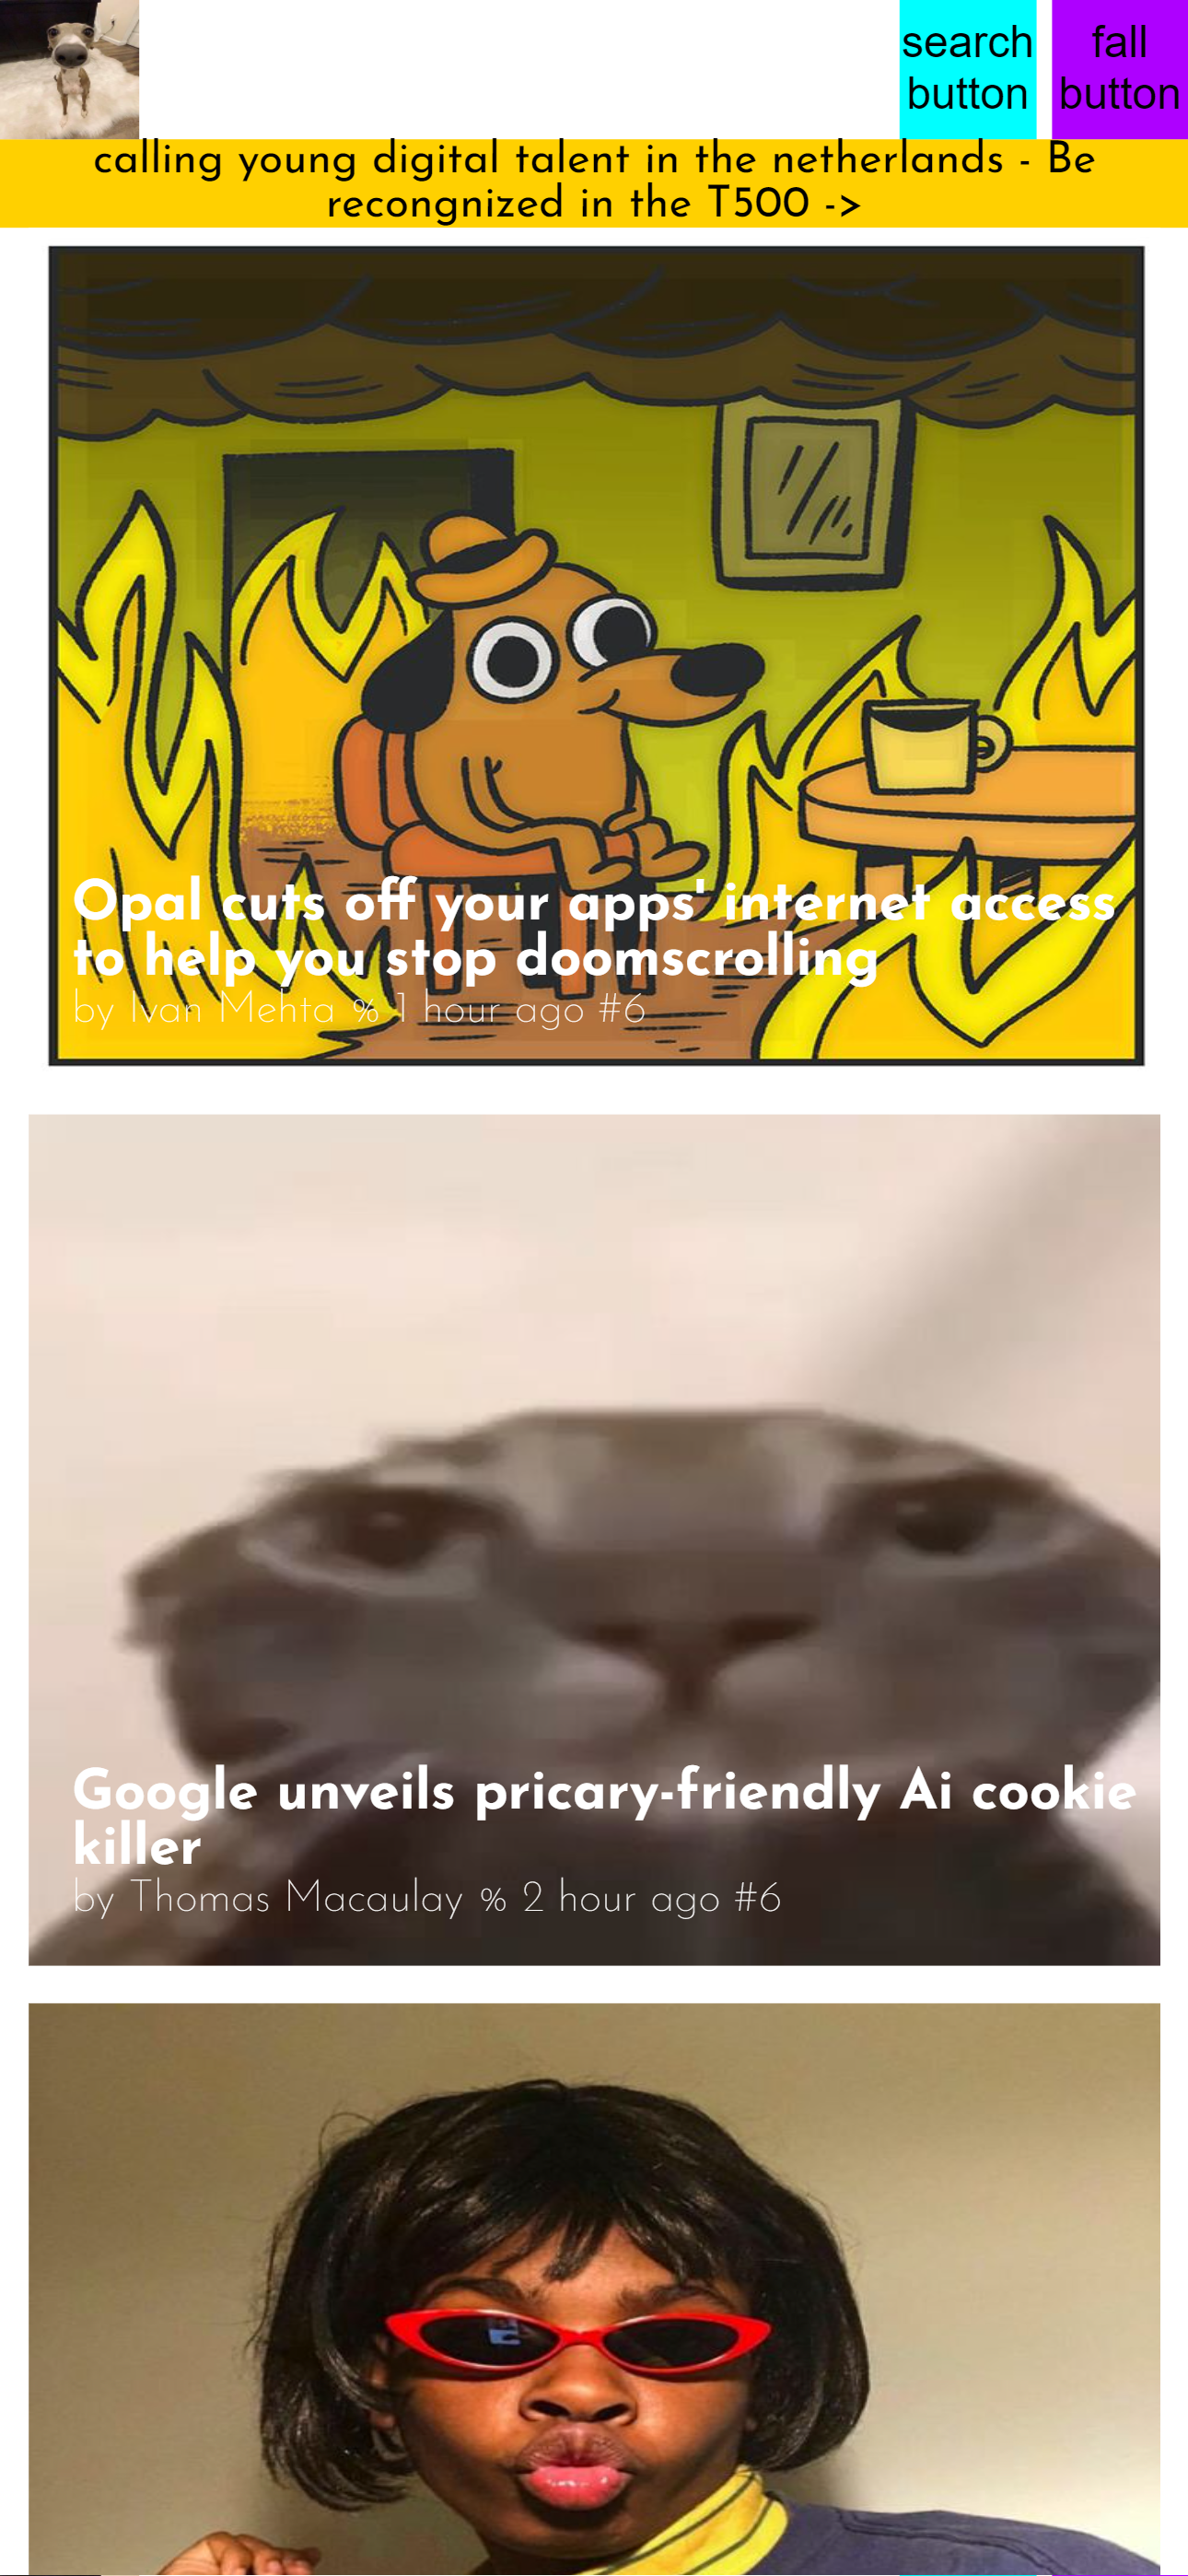 search
button
fall
button
calling young digital talent in the netherlands - Be
recongnized in the T500 ->
Opal cuts off your apps' internet access
to help you stop doomscrolling
by Ivan Mehta % 1 hour ago #6
Google unveils pricary-friendly Ai cookie
killer
by Thomas Macaulay % 2 hour ago #6